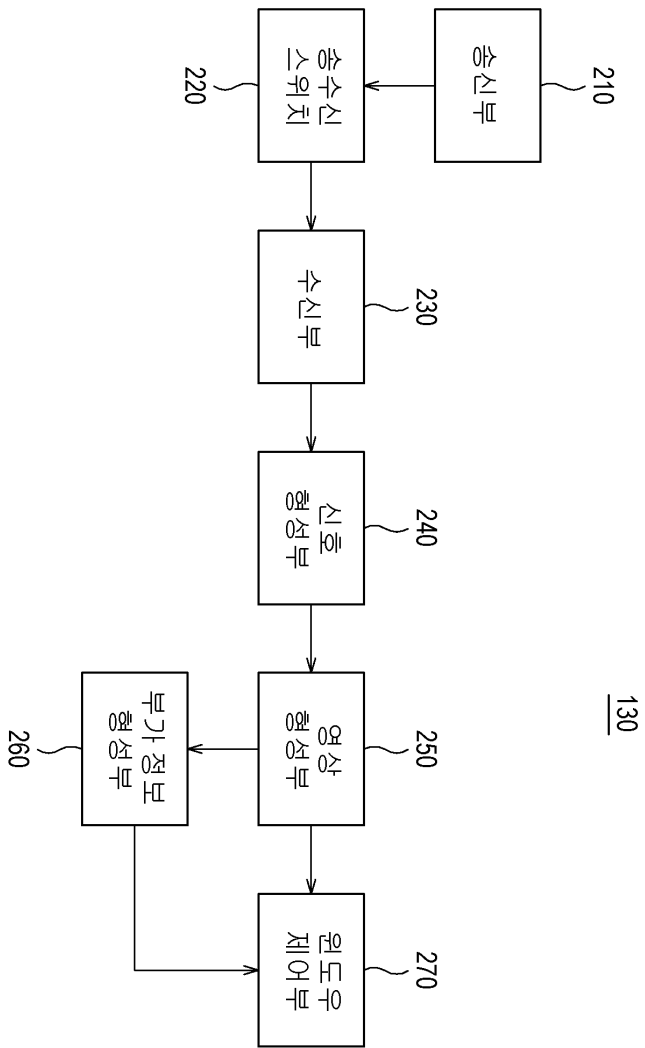 130
210
송신부
220
송수신
스위치
230
수신부
240
신호
형성부
250
영상
형성부
260
부가 정보
형성부
270
윈도우
제어부